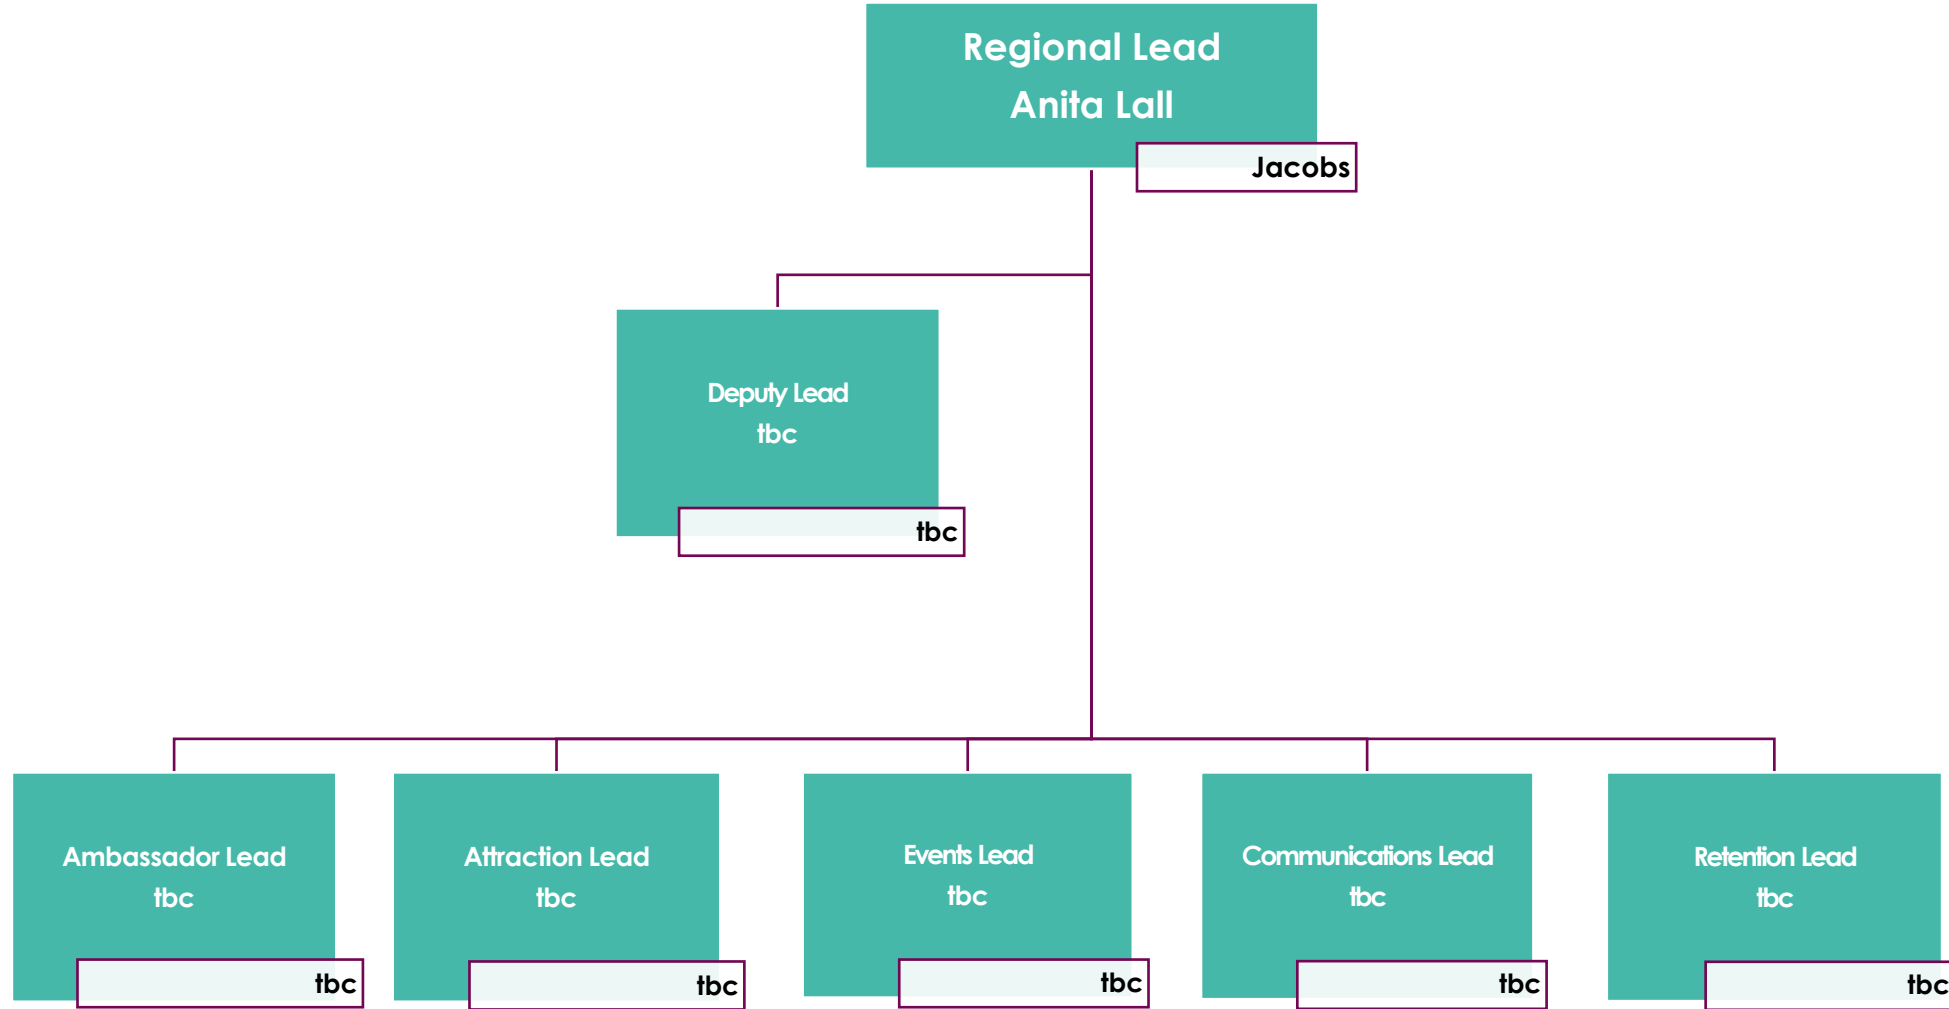 Regional Lead
Anita Lall
Jacobs
Deputy Lead
tbc
tbc
Ambassador Lead
tbc
tbc
Attraction Lead
tbc
tbc
Events Lead
tbc
tbc
Communications Lead
tbc
tbc
Retention Lead
tbc
tbc